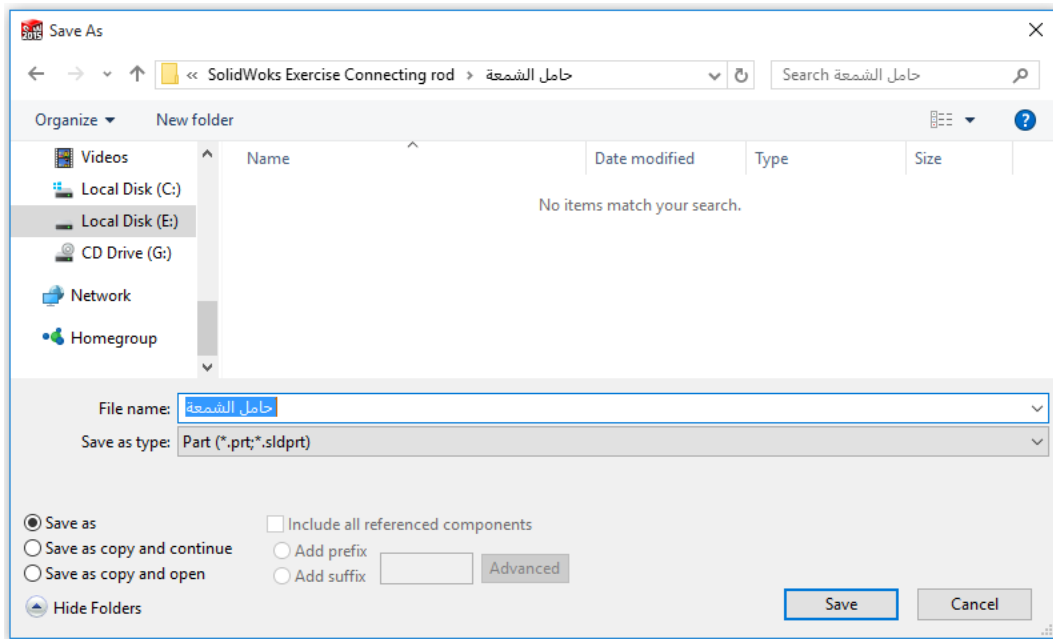 SW 2015 Save As
« SolidWoks Exercise Connecting rod › حامل الشمعة
Search حامل الشمعة
Organize New folder
Name Date modified Type Size
Videos
Local Disk (C:)
No items match your search.
Local Disk (E:)
CD Drive (G:)
Network
Homegroup
File name: حامل الشمعة
Save as type: Part (*.prt;*.sldprt)
Save as
Include all referenced components
Save as copy and continue
Add prefix
Save as copy and open
Add suffix
Advanced
Hide Folders
Save Cancel